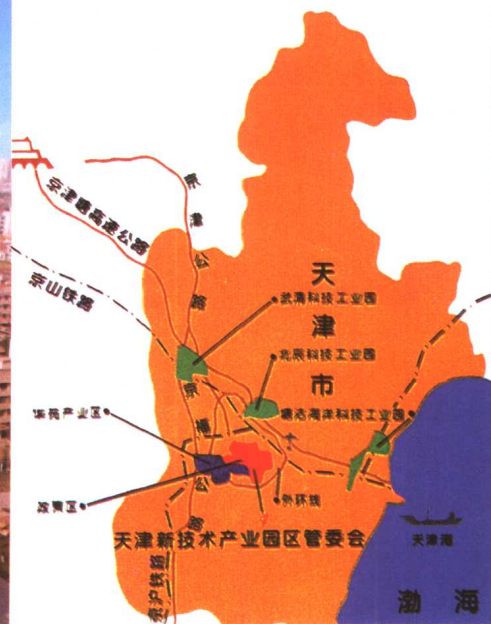 京津公路
京津塘高速公路
京山铁路
天津市
武清科技工业园
北辰科技工业园
塘沽海洋科技工业园
华苑产业区
京福公路
政策区
外环线
天津新技术产业园区管委会
京沪铁路
天津港
渤海